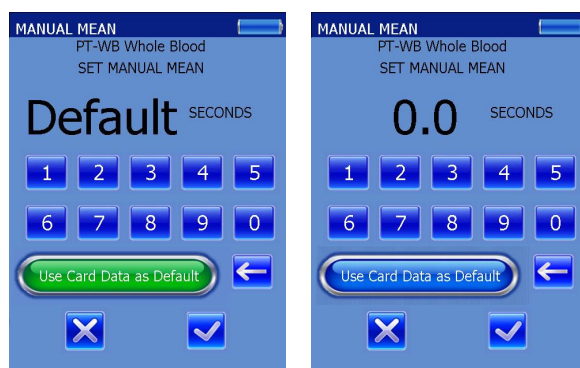 MANUAL MEAN
PT-WB Whole Blood
SET MANUAL MEAN
Default SECONDS
1 2 3 4 5
6 7 8 9 0
Use Card Data as Default
MANUAL MEAN
PT-WB Whole Blood
SET MANUAL MEAN
0.0 SECONDS
1 2 3 4 5
6 7 8 9 0
Use Card Data as Default